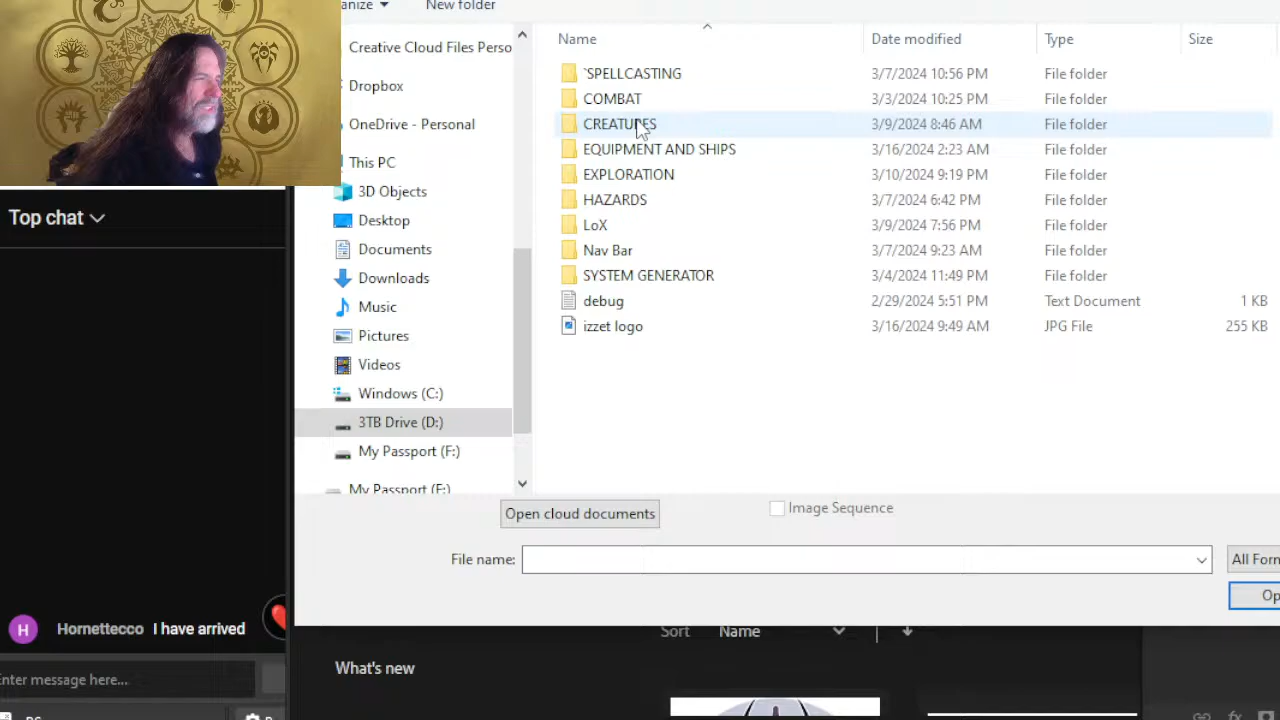 anize
New folder
Creative Cloud Files Perso
Dropbox
OneDrive - Personal
This PC
3D Objects
Desktop
Documents
Downloads
Music
Pictures
Videos
Windows (C:)
3TB Drive (D:)
My Passport (F:)
My Passport (F:)
Name Date modified Type Size
`SPELLCASTING 3/7/2024 10:56 PM File folder
COMBAT 3/3/2024 10:25 PM File folder
CREATURES 3/9/2024 8:46 AM File folder
EQUIPMENT AND SHIPS 3/16/2024 2:23 AM File folder
EXPLORATION 3/10/2024 9:19 PM File folder
HAZARDS 3/7/2024 6:42 PM File folder
LoX 3/9/2024 7:56 PM File folder
Nav Bar 3/7/2024 9:23 AM File folder
SYSTEM GENERATOR 3/4/2024 11:49 PM File folder
debug 2/29/2024 5:51 PM Text Document 1 KB
izzet logo 3/16/2024 9:49 AM JPG File 255 KB
Open cloud documents
Image Sequence
File name:
All Forn
Op
Top chat
H Hornettecco I have arrived
Enter message here...
Sort Name
What's new